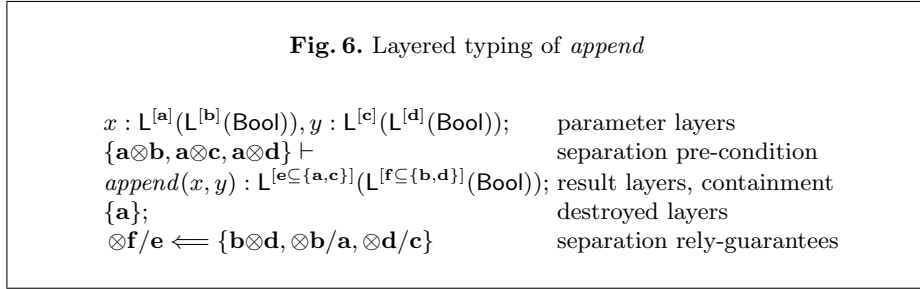 Fig. 6. Layered typing of append
x : L^[a](L^[b](Bool)), y : L^[c](L^[d](Bool)); parameter layers
{a⊗b, a⊗c, a⊗d} ⊢ separation pre-condition
append(x, y) : L^[e⊆{a,c}](L^[f⊆{b,d}](Bool)); result layers, containment
{a}; destroyed layers
⊗f/e ⟸ {b⊗d, ⊗b/a, ⊗d/c} separation rely-guarantees